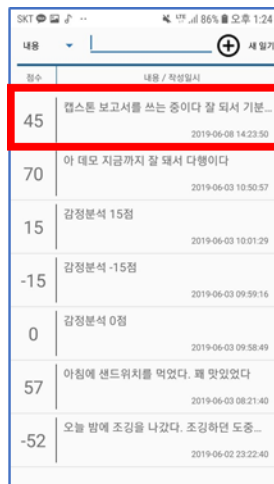 SKT ·· 86% 오후 1:24
내용 새 일기
점수 내용 / 작성일시
45 캡스톤 보고서를 쓰는 중이다 잘 되서 기분...
2019-06-08 14:23:50
70 아 데모 지금까지 잘 돼서 다행이다
2019-06-03 10:50:57
15 감정분석 15점
2019-06-03 10:01:29
-15 감정분석 -15점
2019-06-03 09:59:16
0 감정분석 0점
2019-06-03 09:58:49
57 아침에 샌드위치를 먹었다. 꽤 맛있었다
2019-06-03 08:21:40
-52 오늘 밤에 조깅을 나갔다. 조깅하던 도중...
2019-06-02 23:22:40